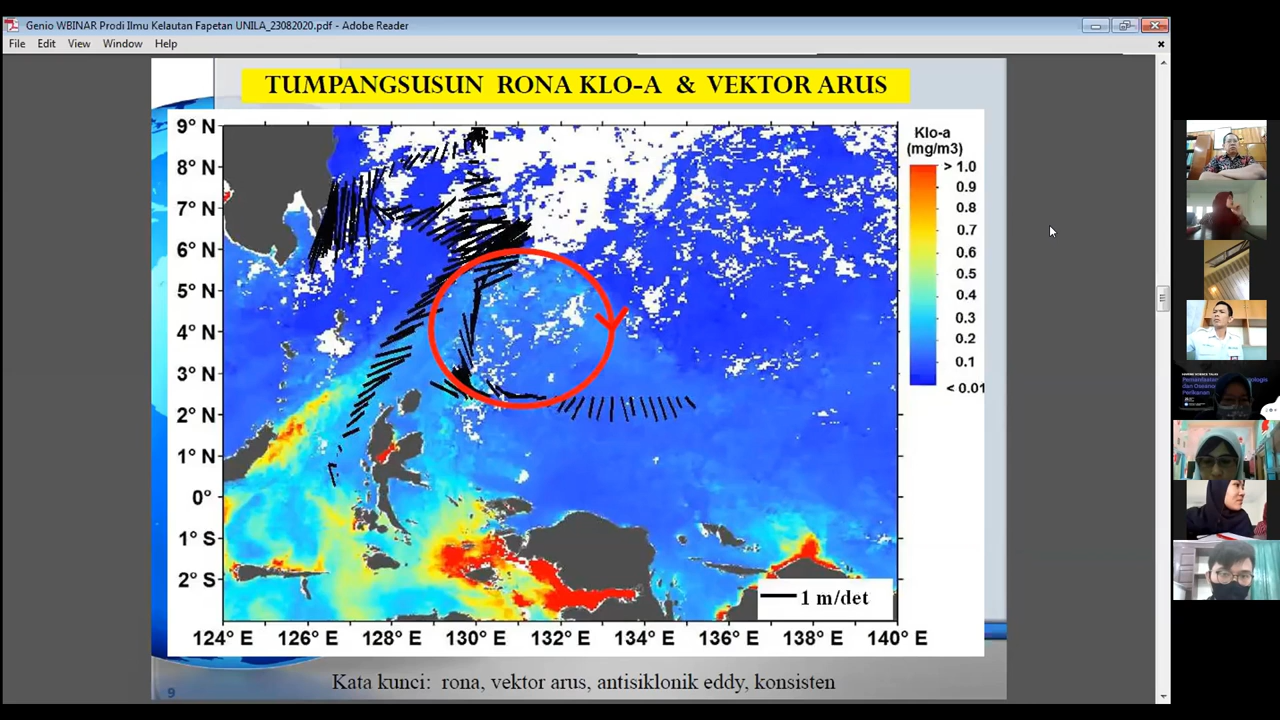 Genio WBINAR Prodi Ilmu Kelautan Fapetan UNILA_23082020.pdf - Adobe Reader
File Edit View Window Help
TUMPANGSUSUN RONA KLO-A & VEKTOR ARUS
9° N
8° N
7° N
6° N
5° N
4° N
3° N
2° N
1° N
0°
1° S
2° S
124° E 126° E 128° E 130° E 132° E 134° E 136° E 138° E 140° E
Klo-a
(mg/m3)
> 1.0
0.9
0.8
0.7
0.6
0.5
0.4
0.3
0.2
0.1
< 0.01
1 m/det
Kata kunci: rona, vektor arus, antisiklonik eddy, konsisten
9